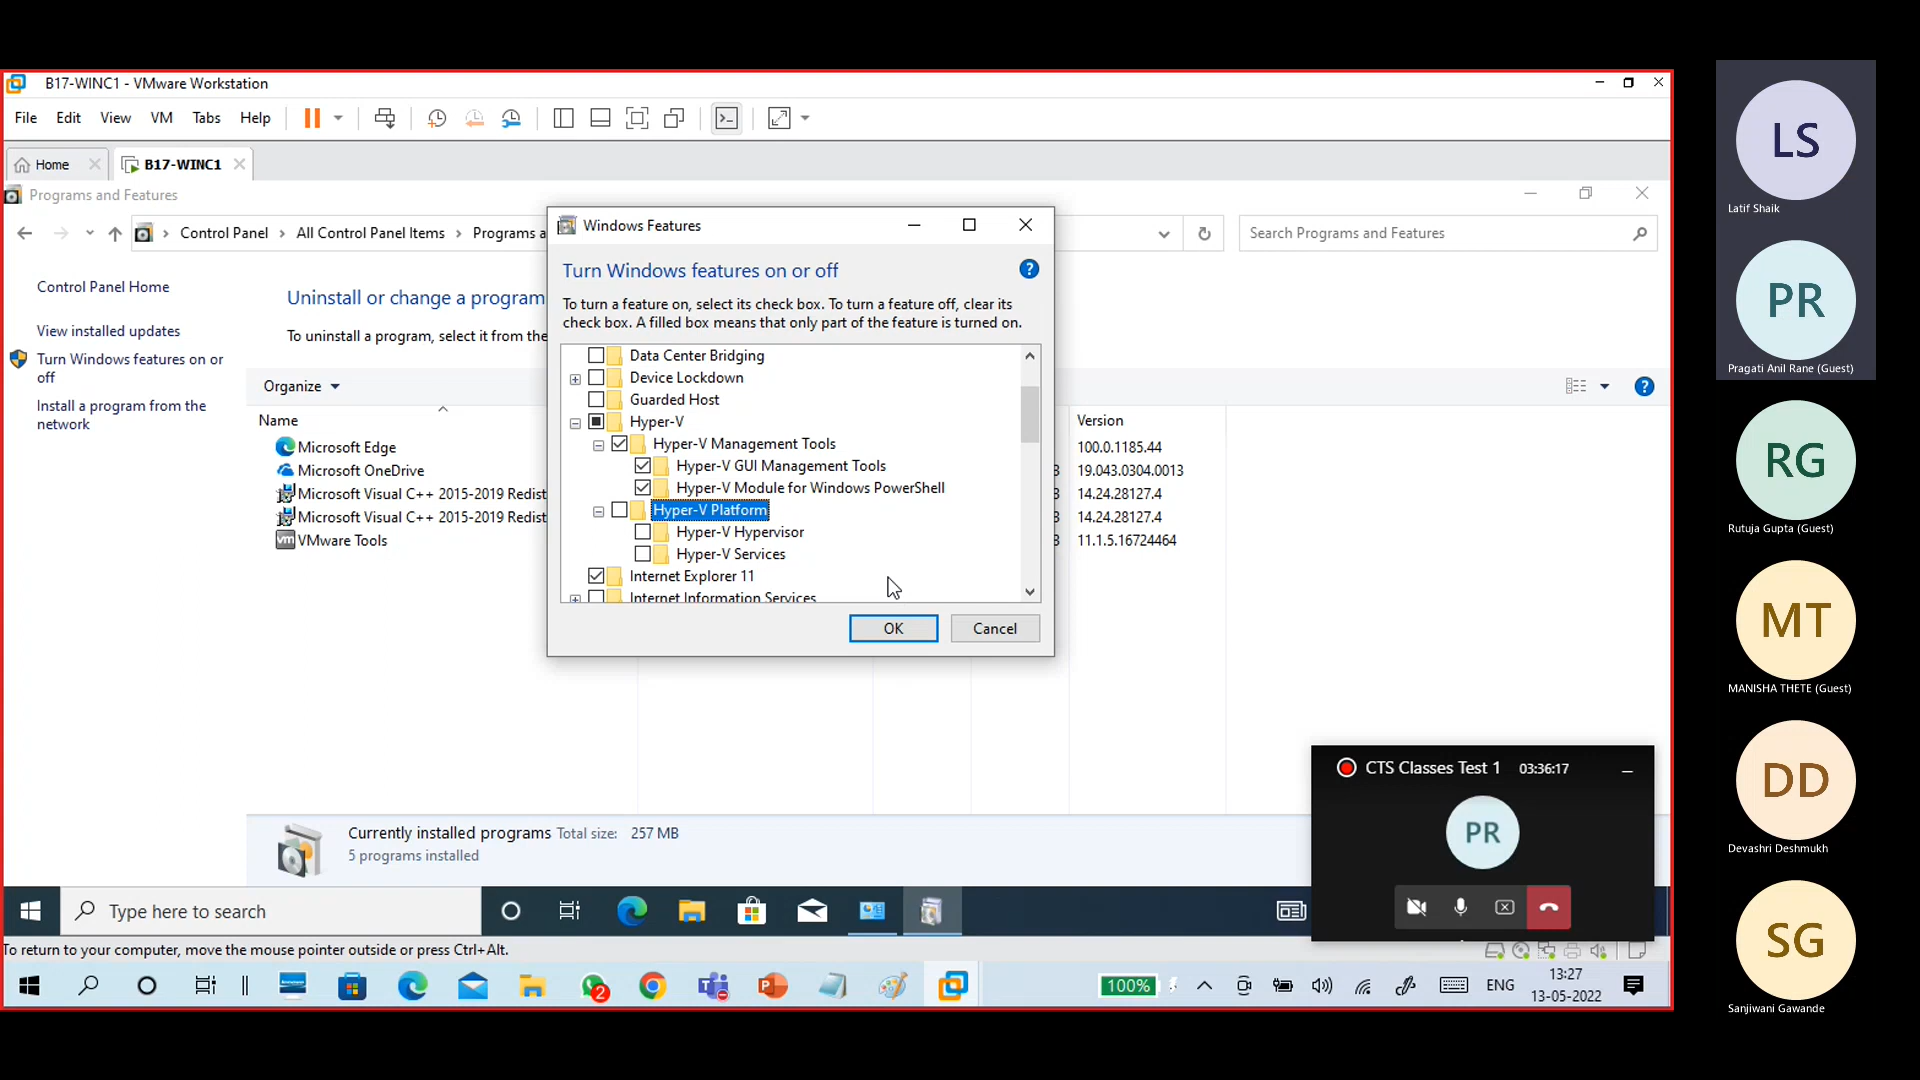 B17-WINC1 - VMware Workstation
File Edit View VM Tabs Help
Home B17-WINC1
Programs and Features
Control Panel All Control Panel Items Programs a
Search Programs and Features
Control Panel Home
View installed updates
Turn Windows features on or
off
Install a program from the
network
Uninstall or change a program
To uninstall a program, select it from the
Organize
Name
Version
Microsoft Edge
100.0.1185.44
Microsoft OneDrive
3 19.043.0304.0013
Microsoft Visual C++ 2015-2019 Redist
3 14.24.28127.4
Microsoft Visual C++ 2015-2019 Redist
3 14.24.28127.4
VMware Tools
3 11.1.5.16724464
Windows Features
Turn Windows features on or off
To turn a feature on, select its check box. To turn a feature off, clear its
check box. A filled box means that only part of the feature is turned on.
Data Center Bridging
Device Lockdown
Guarded Host
Hyper-V
Hyper-V Management Tools
Hyper-V GUI Management Tools
Hyper-V Module for Windows PowerShell
Hyper-V Platform
Hyper-V Hypervisor
Hyper-V Services
Internet Explorer 11
Internet Information Services
OK Cancel
Currently installed programs Total size: 257 MB
5 programs installed
CTS Classes Test 1 03:36:17
PR
Type here to search
To return to your computer, move the mouse pointer outside or press Ctrl+Alt.
2
100%
ENG
13:27
13-05-2022
LS
Latif Shaik
PR
Pragati Anil Rane (Guest)
RG
Rutuja Gupta (Guest)
MT
MANISHA THETE (Guest)
DD
Devashri Deshmukh
SG
Sanjiwani Gawande